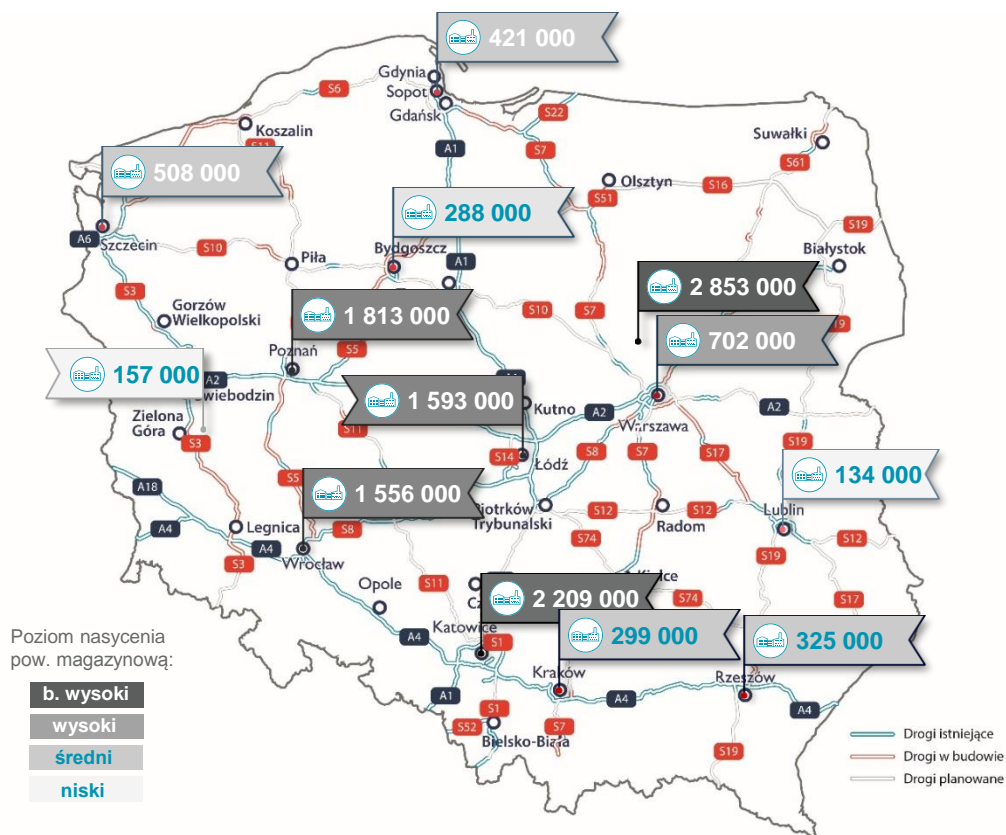 421 000
Gdynia
Sopot
Gdańsk
S6
Koszalin
S11
S22
A1
S7
Suwałki
S61
508 000
Olsztyn
S16
S51
288 000
A6
Szczecin
S10
Piła
Bydgoszcz
A1
S19
Białystok
S3
2 853 000
Gorzów
Wielkopolski
1 813 000
S10
S7
702 000
S19
Poznań
S5
157 000
A2
Świebodzin
1 593 000
Kutno
A2
Warszawa
A2
Zielona
Góra
S3
S11
S14
Łódź
S8
S7
S17
S19
A18
S5
1 556 000
134 000
A4
Legnica
S8
Piotrków
Trybunalski
S12
Radom
S12
Lublin
S74
S12
A4
Wrocław
S3
Opole
S11
Kielce
S19
S74
S17
2 209 000
A4
Katowice
S1
299 000
325 000
Kraków
Rzeszów
A1
S1
A4
A4
S52
Bielsko-Biała
S7
S19
Poziom nasycenia
pow. magazynową:
b. wysoki
wysoki
średni
niski
Drogi istniejące
Drogi w budowie
Drogi planowane